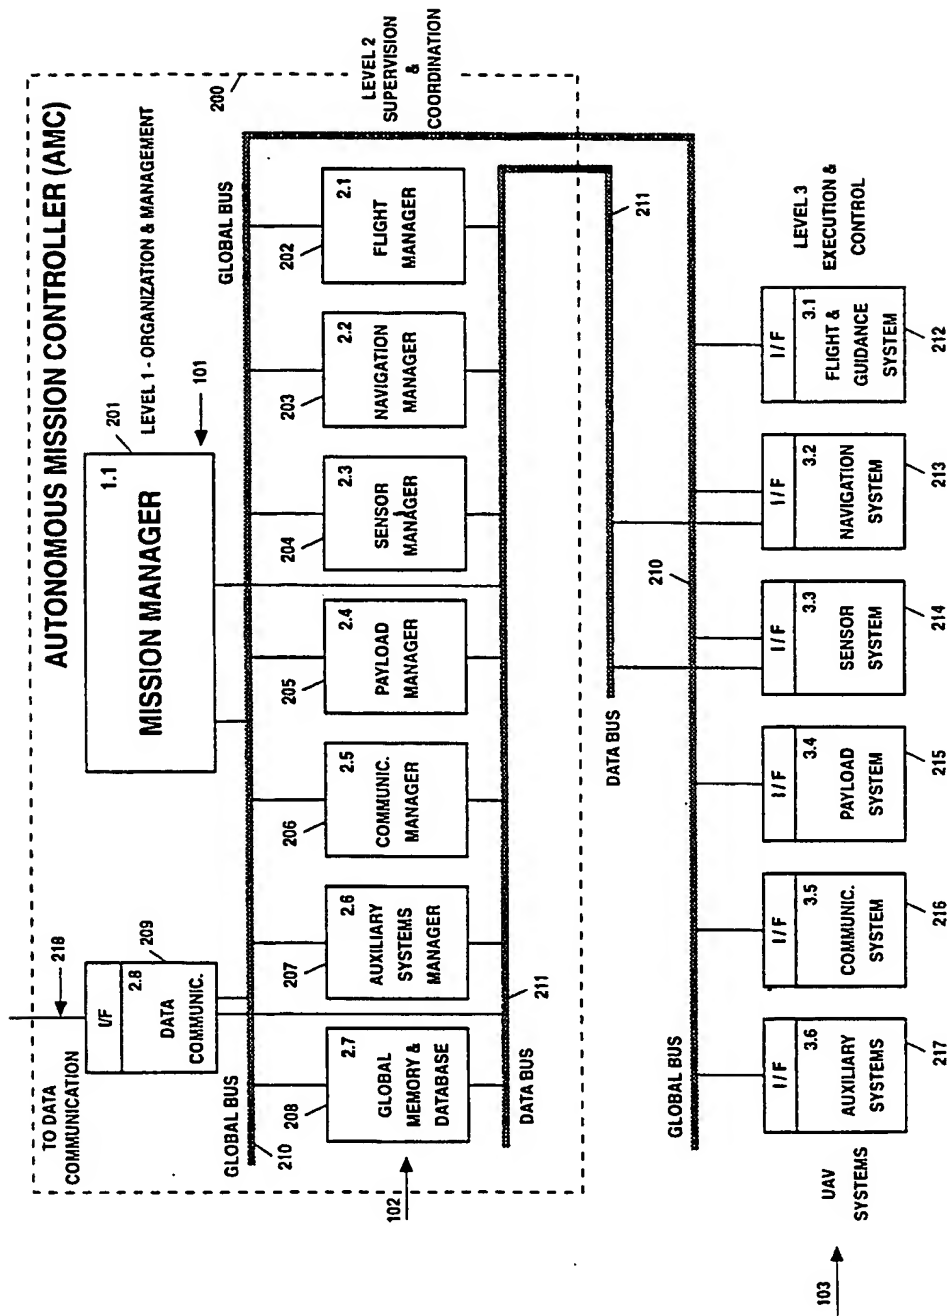 AUTONOMOUS MISSION CONTROLLER (AMC)
TO DATA
COMMUNICATION
218
I/F
2.8
DATA
COMMUNIC.
209
1.1
MISSION MANAGER
201
LEVEL 1 - ORGANIZATION & MANAGEMENT
101
200
GLOBAL BUS
210
GLOBAL BUS
LEVEL 2
SUPERVISION
&
COORDINATION
102
208
2.7
GLOBAL
MEMORY &
DATABASE
207
2.6
AUXILIARY
SYSTEMS
MANAGER
206
2.5
COMMUNIC.
MANAGER
205
2.4
PAYLOAD
MANAGER
204
2.3
SENSOR
MANAGER
203
2.2
NAVIGATION
MANAGER
202
2.1
FLIGHT
MANAGER
DATA BUS
211
DATA BUS
211
GLOBAL BUS
210
LEVEL 3
EXECUTION &
CONTROL
103
UAV
SYSTEMS
I/F
3.6
AUXILIARY
SYSTEMS
217
I/F
3.5
COMMUNIC.
SYSTEM
216
I/F
3.4
PAYLOAD
SYSTEM
215
I/F
3.3
SENSOR
SYSTEM
214
I/F
3.2
NAVIGATION
SYSTEM
213
I/F
3.1
FLIGHT &
GUIDANCE
SYSTEM
212